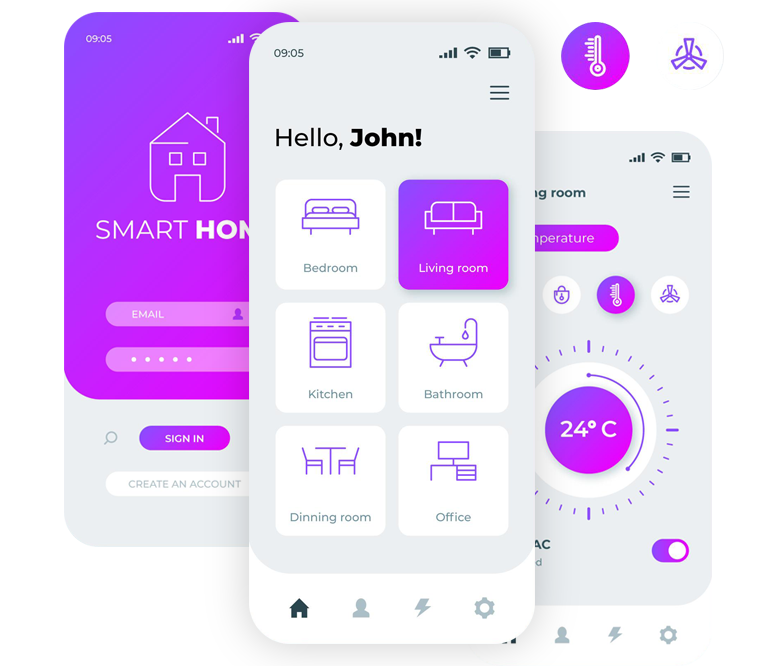 09:05
SMART HOM
EMAIL
SIGN IN
CREATE AN ACCOUNT
09:05
Hello, John!
Bedroom
Living room
Kitchen
Bathroom
Dinning room
Office
ng room
mperature
24° C
AC
d